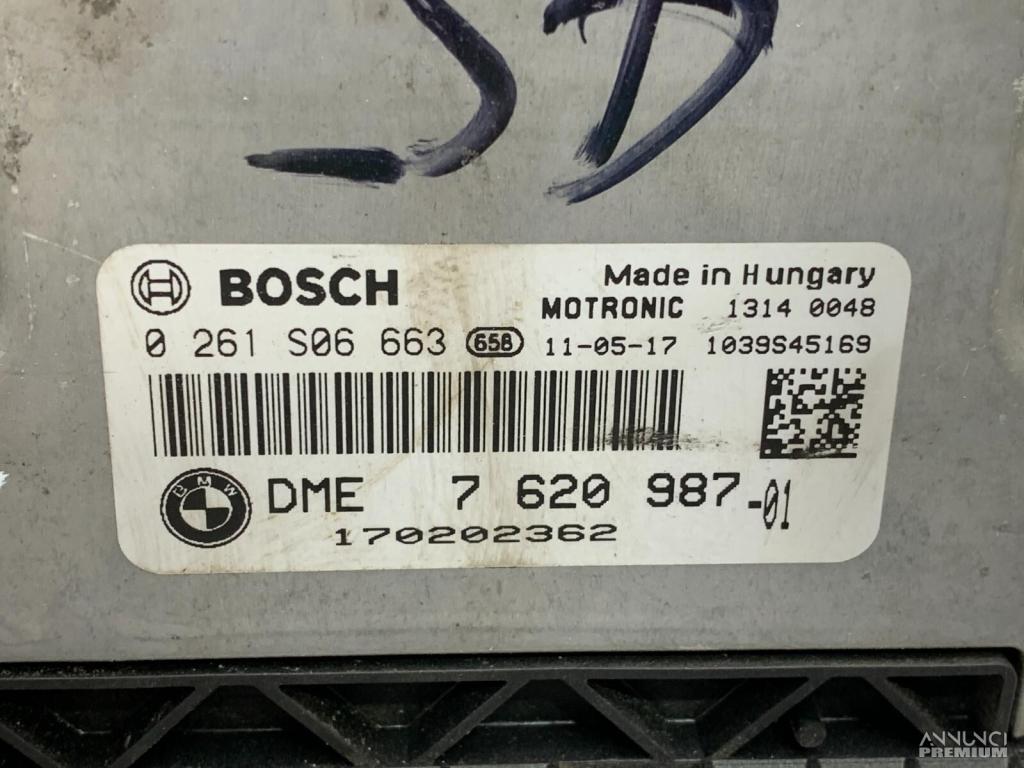 BOSCH Made in Hungary
MOTRONIC 1314 0048
0 261 S06 663 658 11-05-17 1039S45169
BMW DME 7 620 987-01
170202362
ANNUNCI
PREMIUM